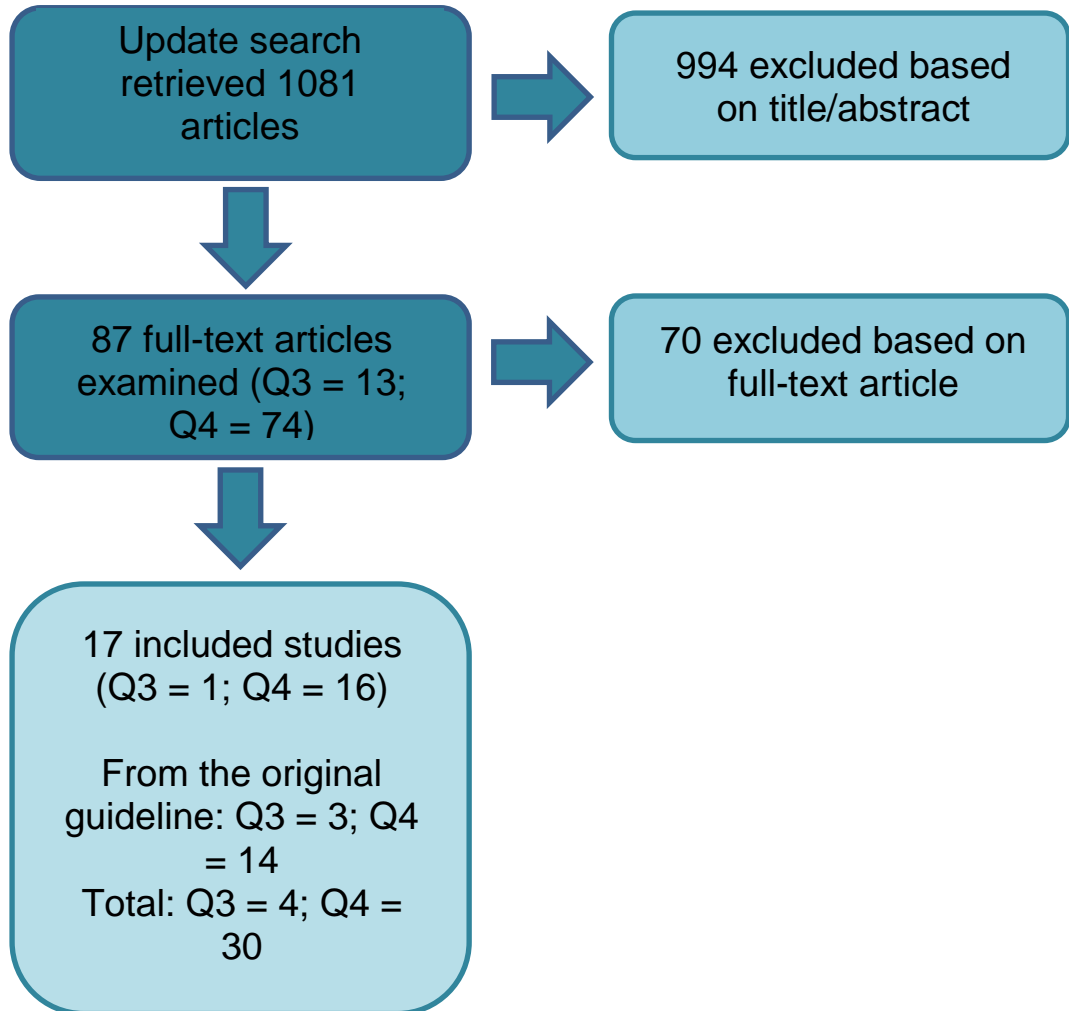 Update search
retrieved 1081
articles
994 excluded based
on title/abstract
87 full-text articles
examined (Q3 = 13;
Q4 = 74)
70 excluded based on
full-text article
17 included studies
(Q3 = 1; Q4 = 16)
From the original
guideline: Q3 = 3; Q4
= 14
Total: Q3 = 4; Q4 =
30